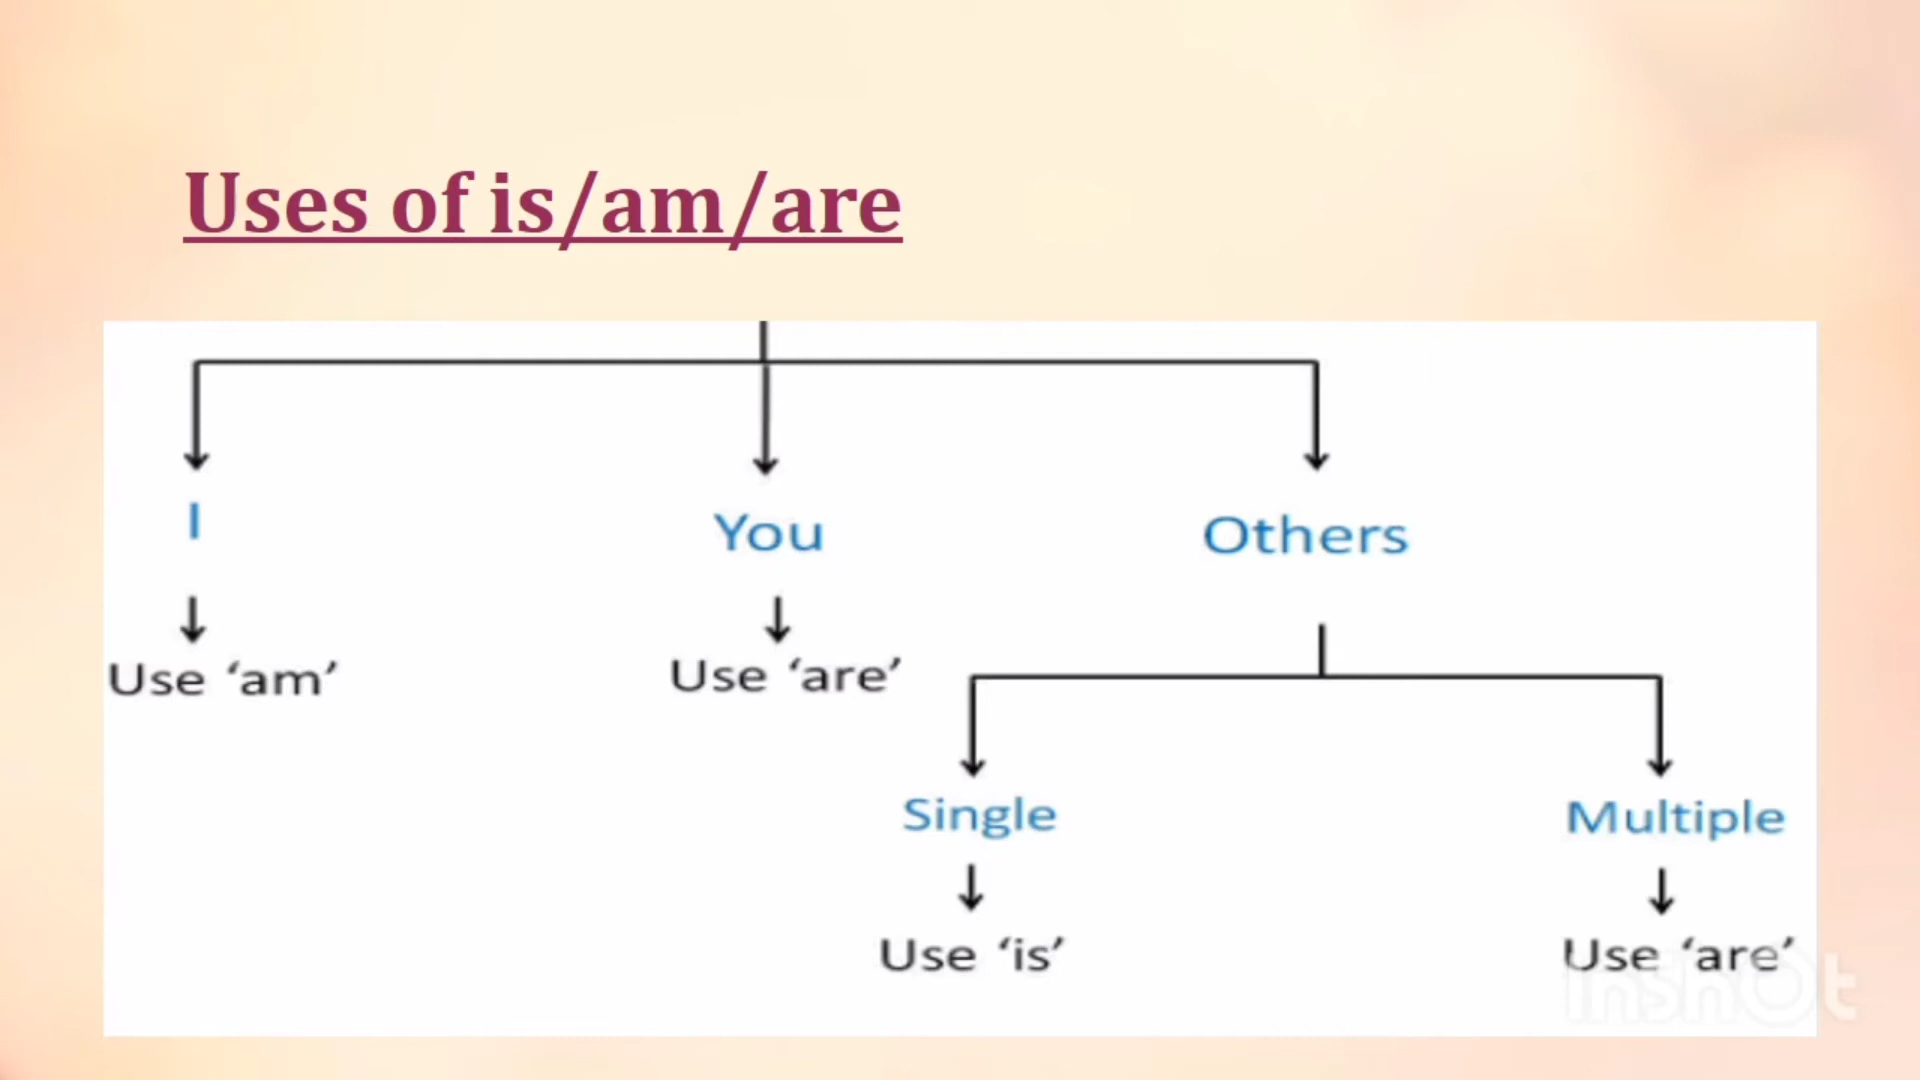 Uses of is/am/are
I
You
Others
Use ‘am’
Use ‘are’
Single
Multiple
Use ‘is’
Use ‘are’
InShOt